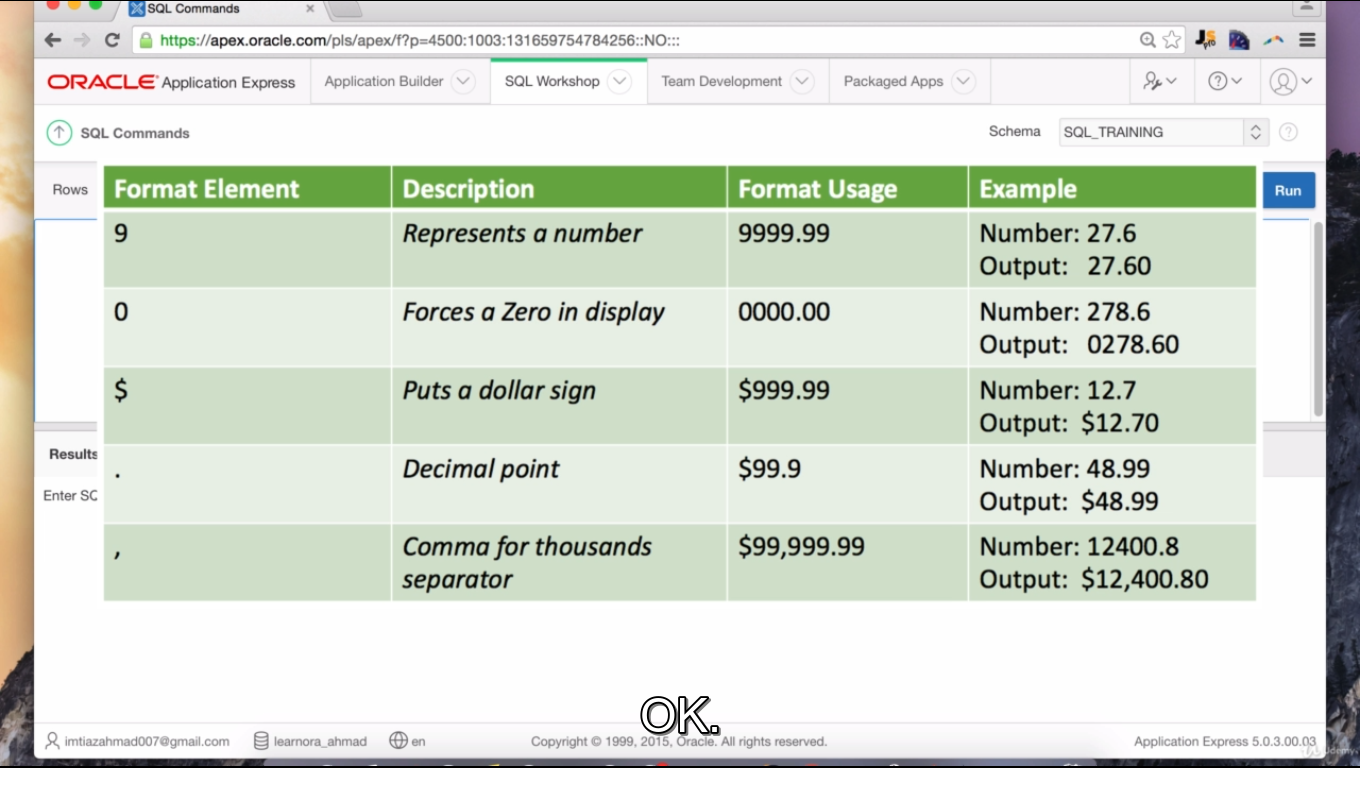 SQL Commands
https://apex.oracle.com/pls/apex/f?p=4500:1003:131659754784256::NO:::
ORACLE Application Express Application Builder SQL Workshop Team Development Packaged Apps
SQL Commands Schema SQL_TRAINING
Rows Run
Format Element Description Format Usage Example
9 Represents a number 9999.99 Number: 27.6
Output: 27.60
0 Forces a Zero in display 0000.00 Number: 278.6
Output: 0278.60
$ Puts a dollar sign $999.99 Number: 12.7
Output: $12.70
. Decimal point $99.9 Number: 48.99
Output: $48.99
, Comma for thousands $99,999.99 Number: 12400.8
separator Output: $12,400.80
Results
Enter SQ
OK.
imtiazahmad007@gmail.com learnora_ahmad en Copyright © 1999, 2015, Oracle. All rights reserved. Application Express 5.0.3.00.03
Udemy